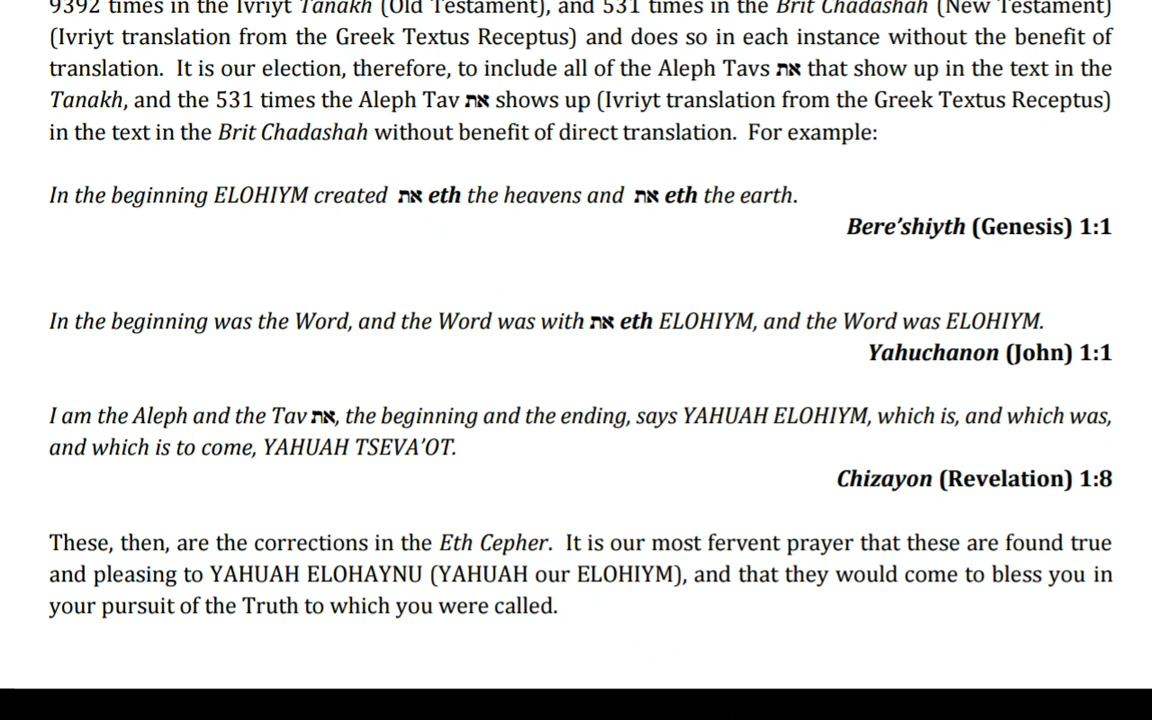 9392 times in the Ivriyt Tanakh (Old Testament), and 531 times in the Brit Chadashah (New Testament)
(Ivriyt translation from the Greek Textus Receptus) and does so in each instance without the benefit of
translation. It is our election, therefore, to include all of the Aleph Tavs את that show up in the text in the
Tanakh, and the 531 times the Aleph Tav את shows up (Ivriyt translation from the Greek Textus Receptus)
in the text in the Brit Chadashah without benefit of direct translation. For example:
In the beginning ELOHIYM created את eth the heavens and את eth the earth.
Bere’shiyth (Genesis) 1:1
In the beginning was the Word, and the Word was with את eth ELOHIYM, and the Word was ELOHIYM.
Yahuchanon (John) 1:1
I am the Aleph and the Tav את, the beginning and the ending, says YAHUAH ELOHIYM, which is, and which was,
and which is to come, YAHUAH TSEVA’OT.
Chizayon (Revelation) 1:8
These, then, are the corrections in the Eth Cepher. It is our most fervent prayer that these are found true
and pleasing to YAHUAH ELOHAYNU (YAHUAH our ELOHIYM), and that they would come to bless you in
your pursuit of the Truth to which you were called.